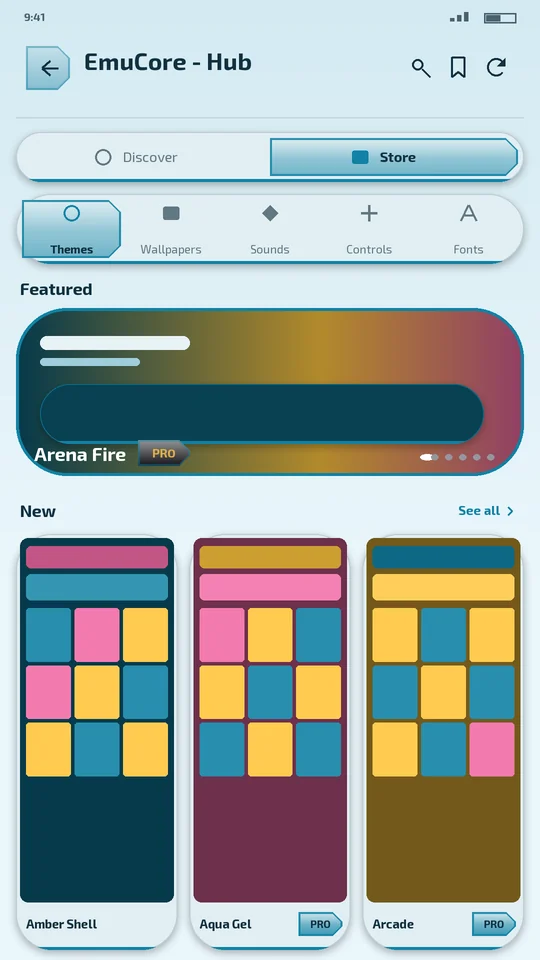 9:41
EmuCore - Hub
Discover
Store
Themes
Wallpapers
Sounds
Controls
Fonts
Featured
Arena Fire
PRO
New
See all
Amber Shell
Aqua Gel
PRO
Arcade
PRO